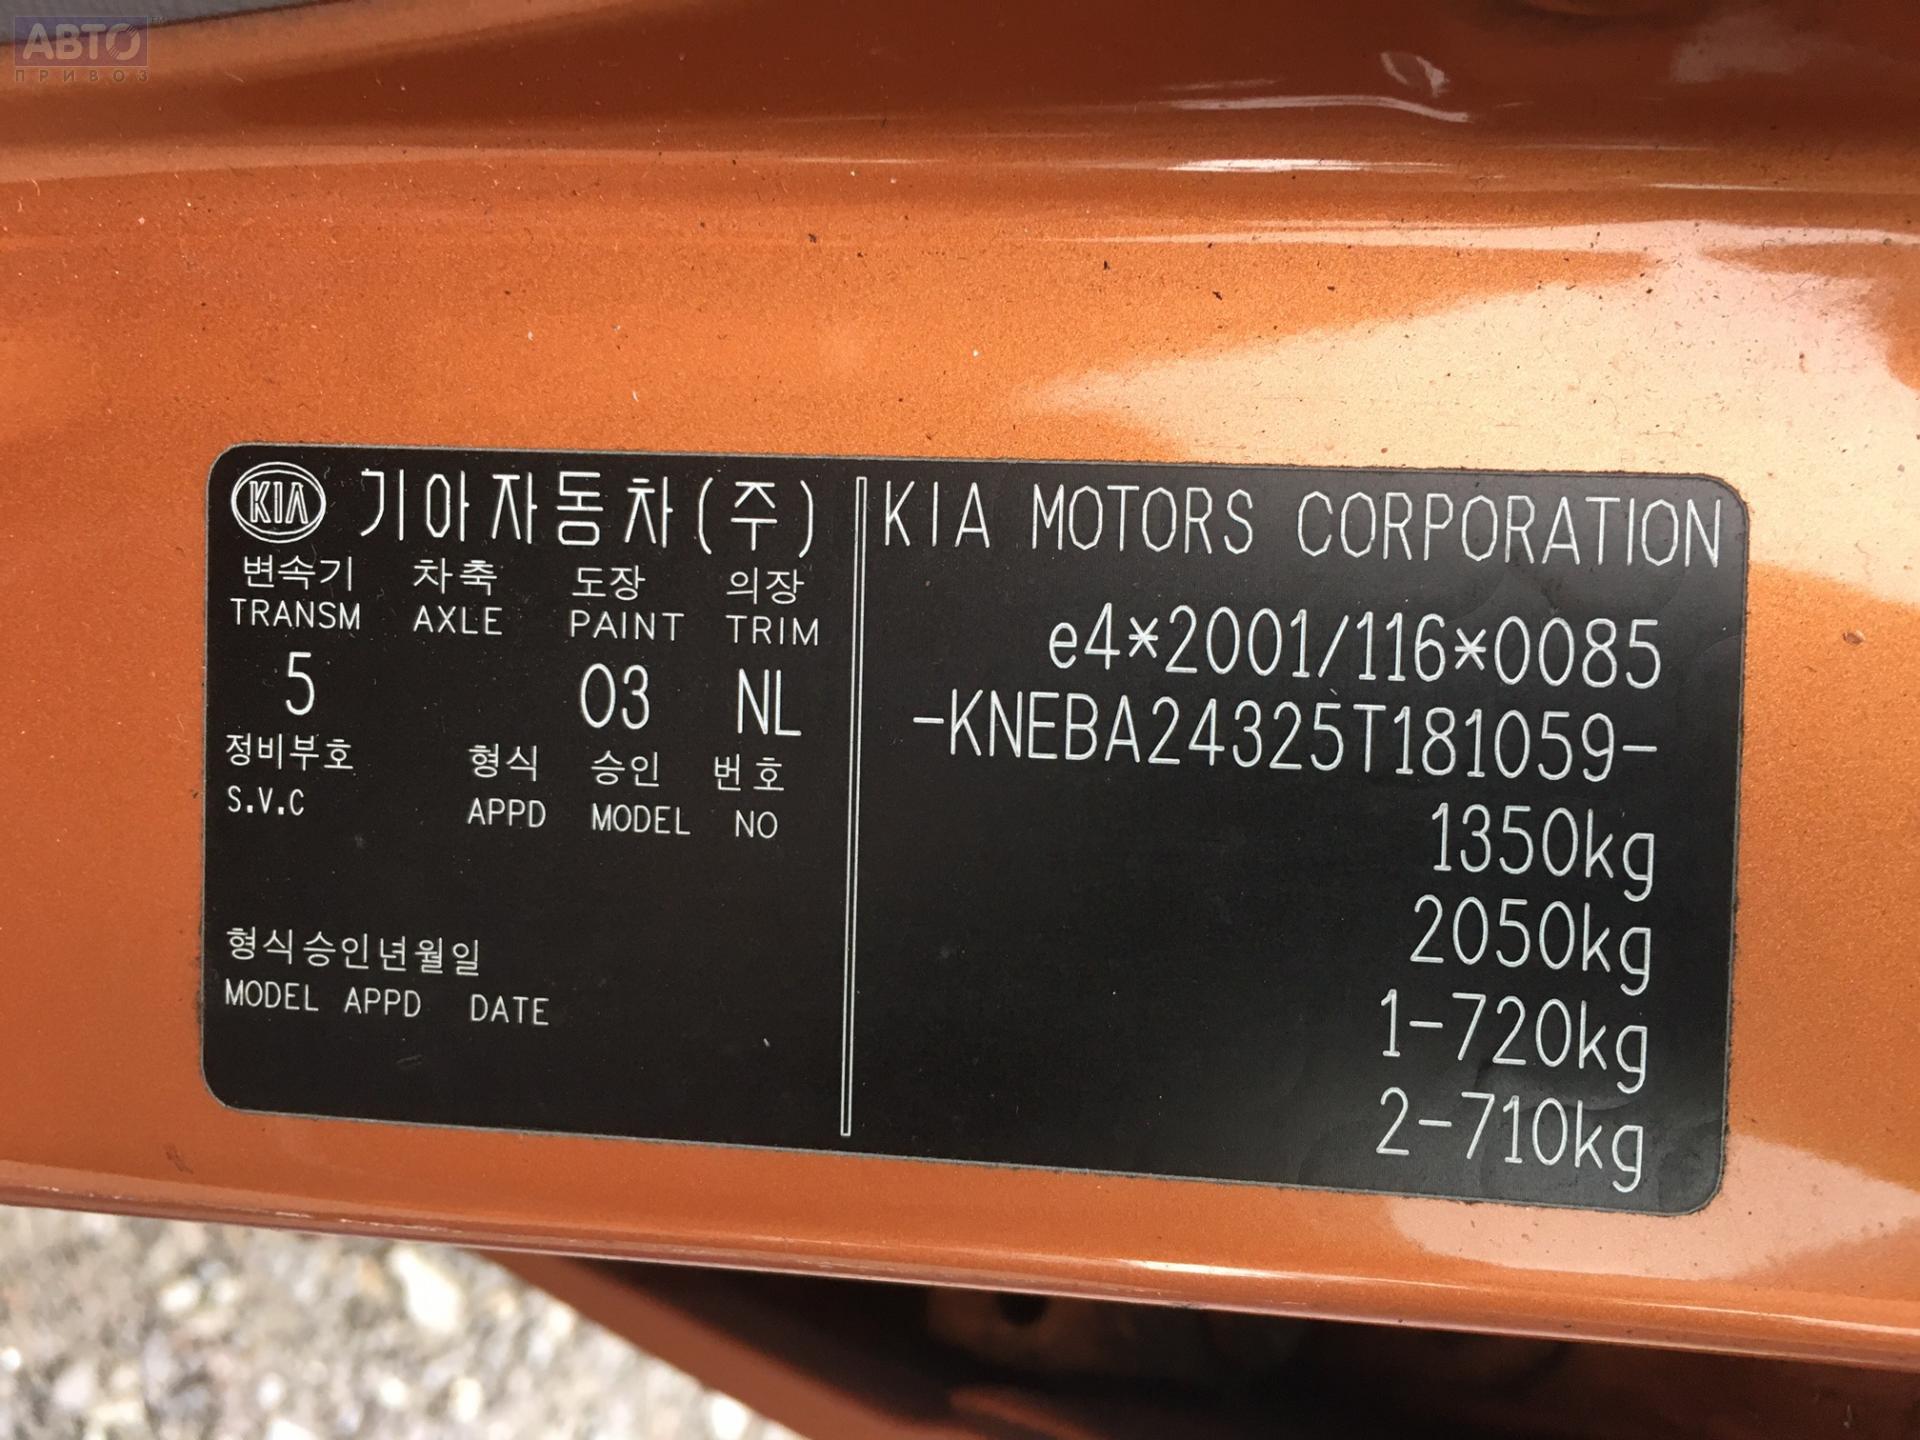 АВТО
ПРИВОЗ
KIA 기아자동차(주)
변속기 차축 도장 의장
TRANSM AXLE PAINT TRIM
5 03 NL
정비부호 형식 승인 번호
S.V.C APPD MODEL NO
형식승인년월일
MODEL APPD DATE
KIA MOTORS CORPORATION
e4*2001/116*0085
-KNEBA24325T181059-
1350kg
2050kg
1-720kg
2-710kg